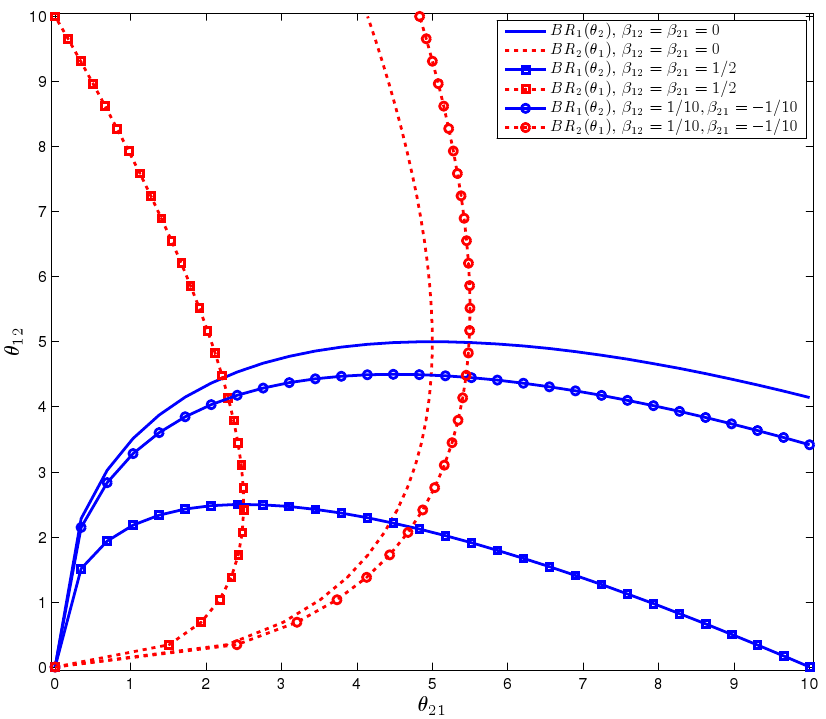 BR₁(θ₂), β₁₂ = β₂₁ = 0
BR₂(θ₁), β₁₂ = β₂₁ = 0
BR₁(θ₂), β₁₂ = β₂₁ = 1/2
BR₂(θ₁), β₁₂ = β₂₁ = 1/2
BR₁(θ₂), β₁₂ = 1/10, β₂₁ = −1/10
BR₂(θ₁), β₁₂ = 1/10, β₂₁ = −1/10
10
9
8
7
6
5
4
3
2
1
0
θ₁₂
0 1 2 3 4 5 6 7 8 9 10
θ₂₁